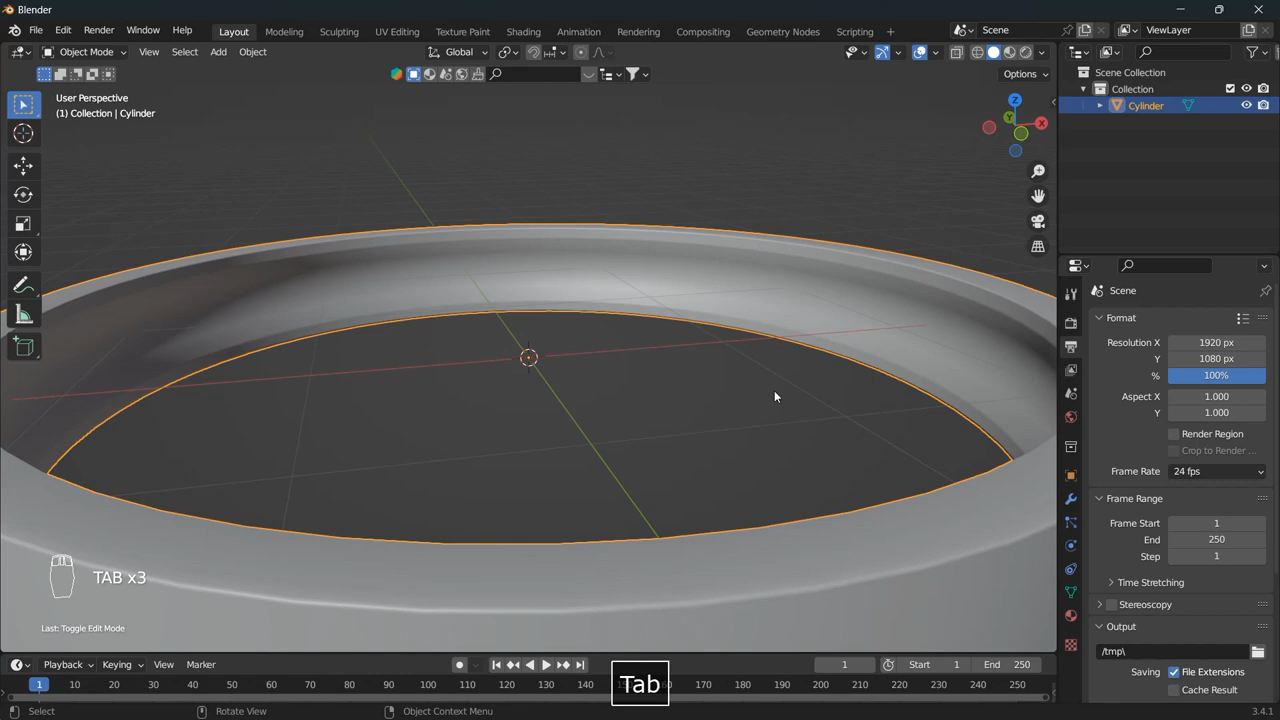 Blender
File Edit Render Window Help Layout Modeling Sculpting UV Editing Texture Paint Shading Animation Rendering Compositing Geometry Nodes Scripting + Scene ViewLayer
Object Mode View Select Add Object Global
Options
User Perspective
(1) Collection | Cylinder
Z
X
Y
Scene Collection
Collection
Cylinder
Scene
Format
Resolution X 1920 px
Y 1080 px
% 100%
Aspect X 1.000
Y 1.000
Render Region
Crop to Render ...
Frame Rate 24 fps
Frame Range
Frame Start 1
End 250
Step 1
Time Stretching
Stereoscopy
Output
/tmp\
Saving File Extensions
Cache Result
TAB x3
Last: Toggle Edit Mode
Playback Keying View Marker 1 Start 1 End 250
1 10 20 30 40 50 60 70 80 90 100 110 120 130 140 150 170 180 190 200 210 220 230 240 250
Tab
Select Rotate View Object Context Menu 3.4.1